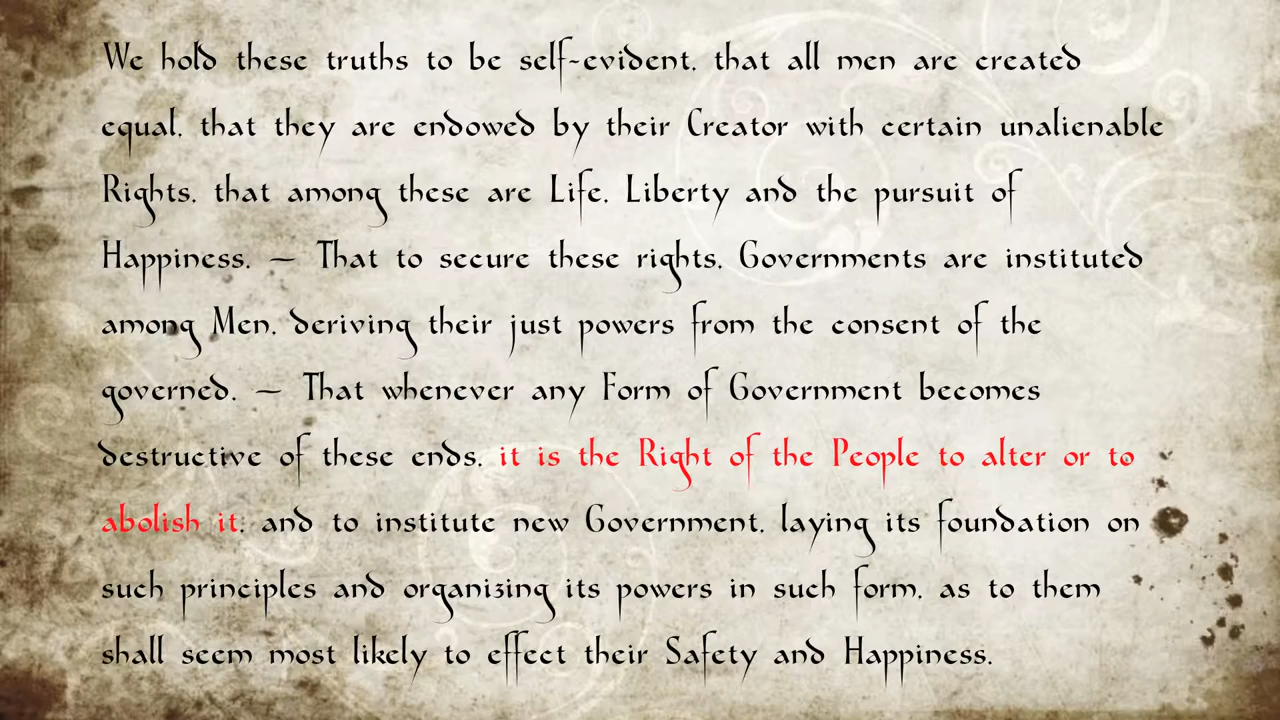 We hold these truths to be self-evident, that all men are created
equal, that they are endowed by their Creator with certain unalienable
Rights, that among these are Life, Liberty and the pursuit of
Happiness. — That to secure these rights, Governments are instituted
among Men, deriving their just powers from the consent of the
governed, — That whenever any Form of Government becomes
destructive of these ends, it is the Right of the People to alter or to
abolish it, and to institute new Government, laying its foundation on
such principles and organizing its powers in such form, as to them
shall seem most likely to effect their Safety and Happiness.